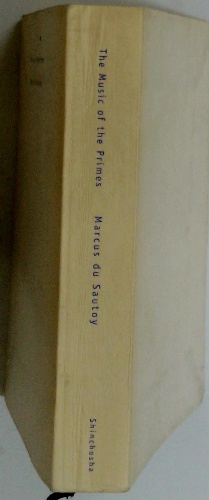 The Music of the Primes
Marcus du Sautoy
Shinchosha